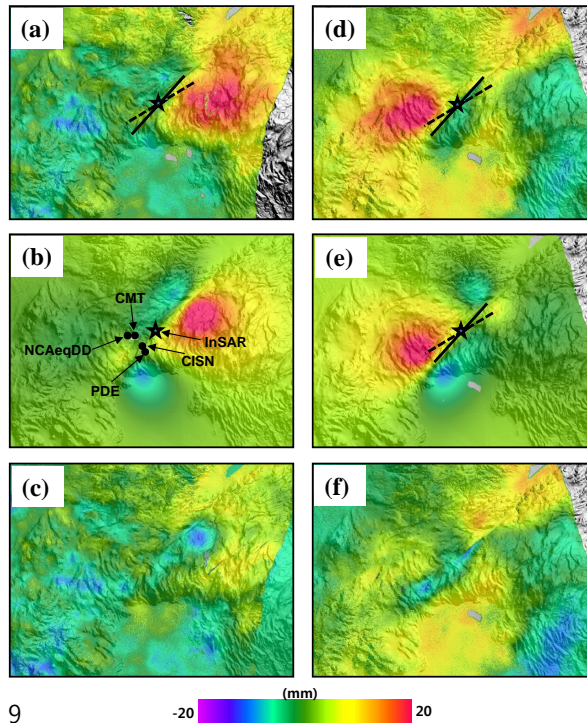 (a)
(d)
(b)
(e)
CMT
NCAeqDD
InSAR
CISN
PDE
(c)
(f)
(mm)
9
-20
20